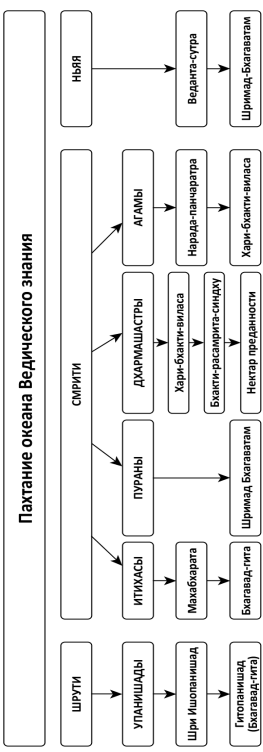 Пахтание океана Ведического знания
ШРУТИ
СМРИТИ
НЬЯЯ
УПАНИШАДЫ
ИТИХАСЫ
ПУРАНЫ
ДХАРМАШАСТРЫ
АГАМЫ
Шри Ишопанишад
Махабхарата
Хари-бхакти-виласа
Нарада-панчаратра
Веданта-сутра
Бхакти-расамрита-синдху
Гитопанишад
(Бхагавад-гита)
Бхагавад-гита
Шримад Бхагаватам
Нектар преданности
Хари-бхакти-виласа
Шримад-Бхагаватам